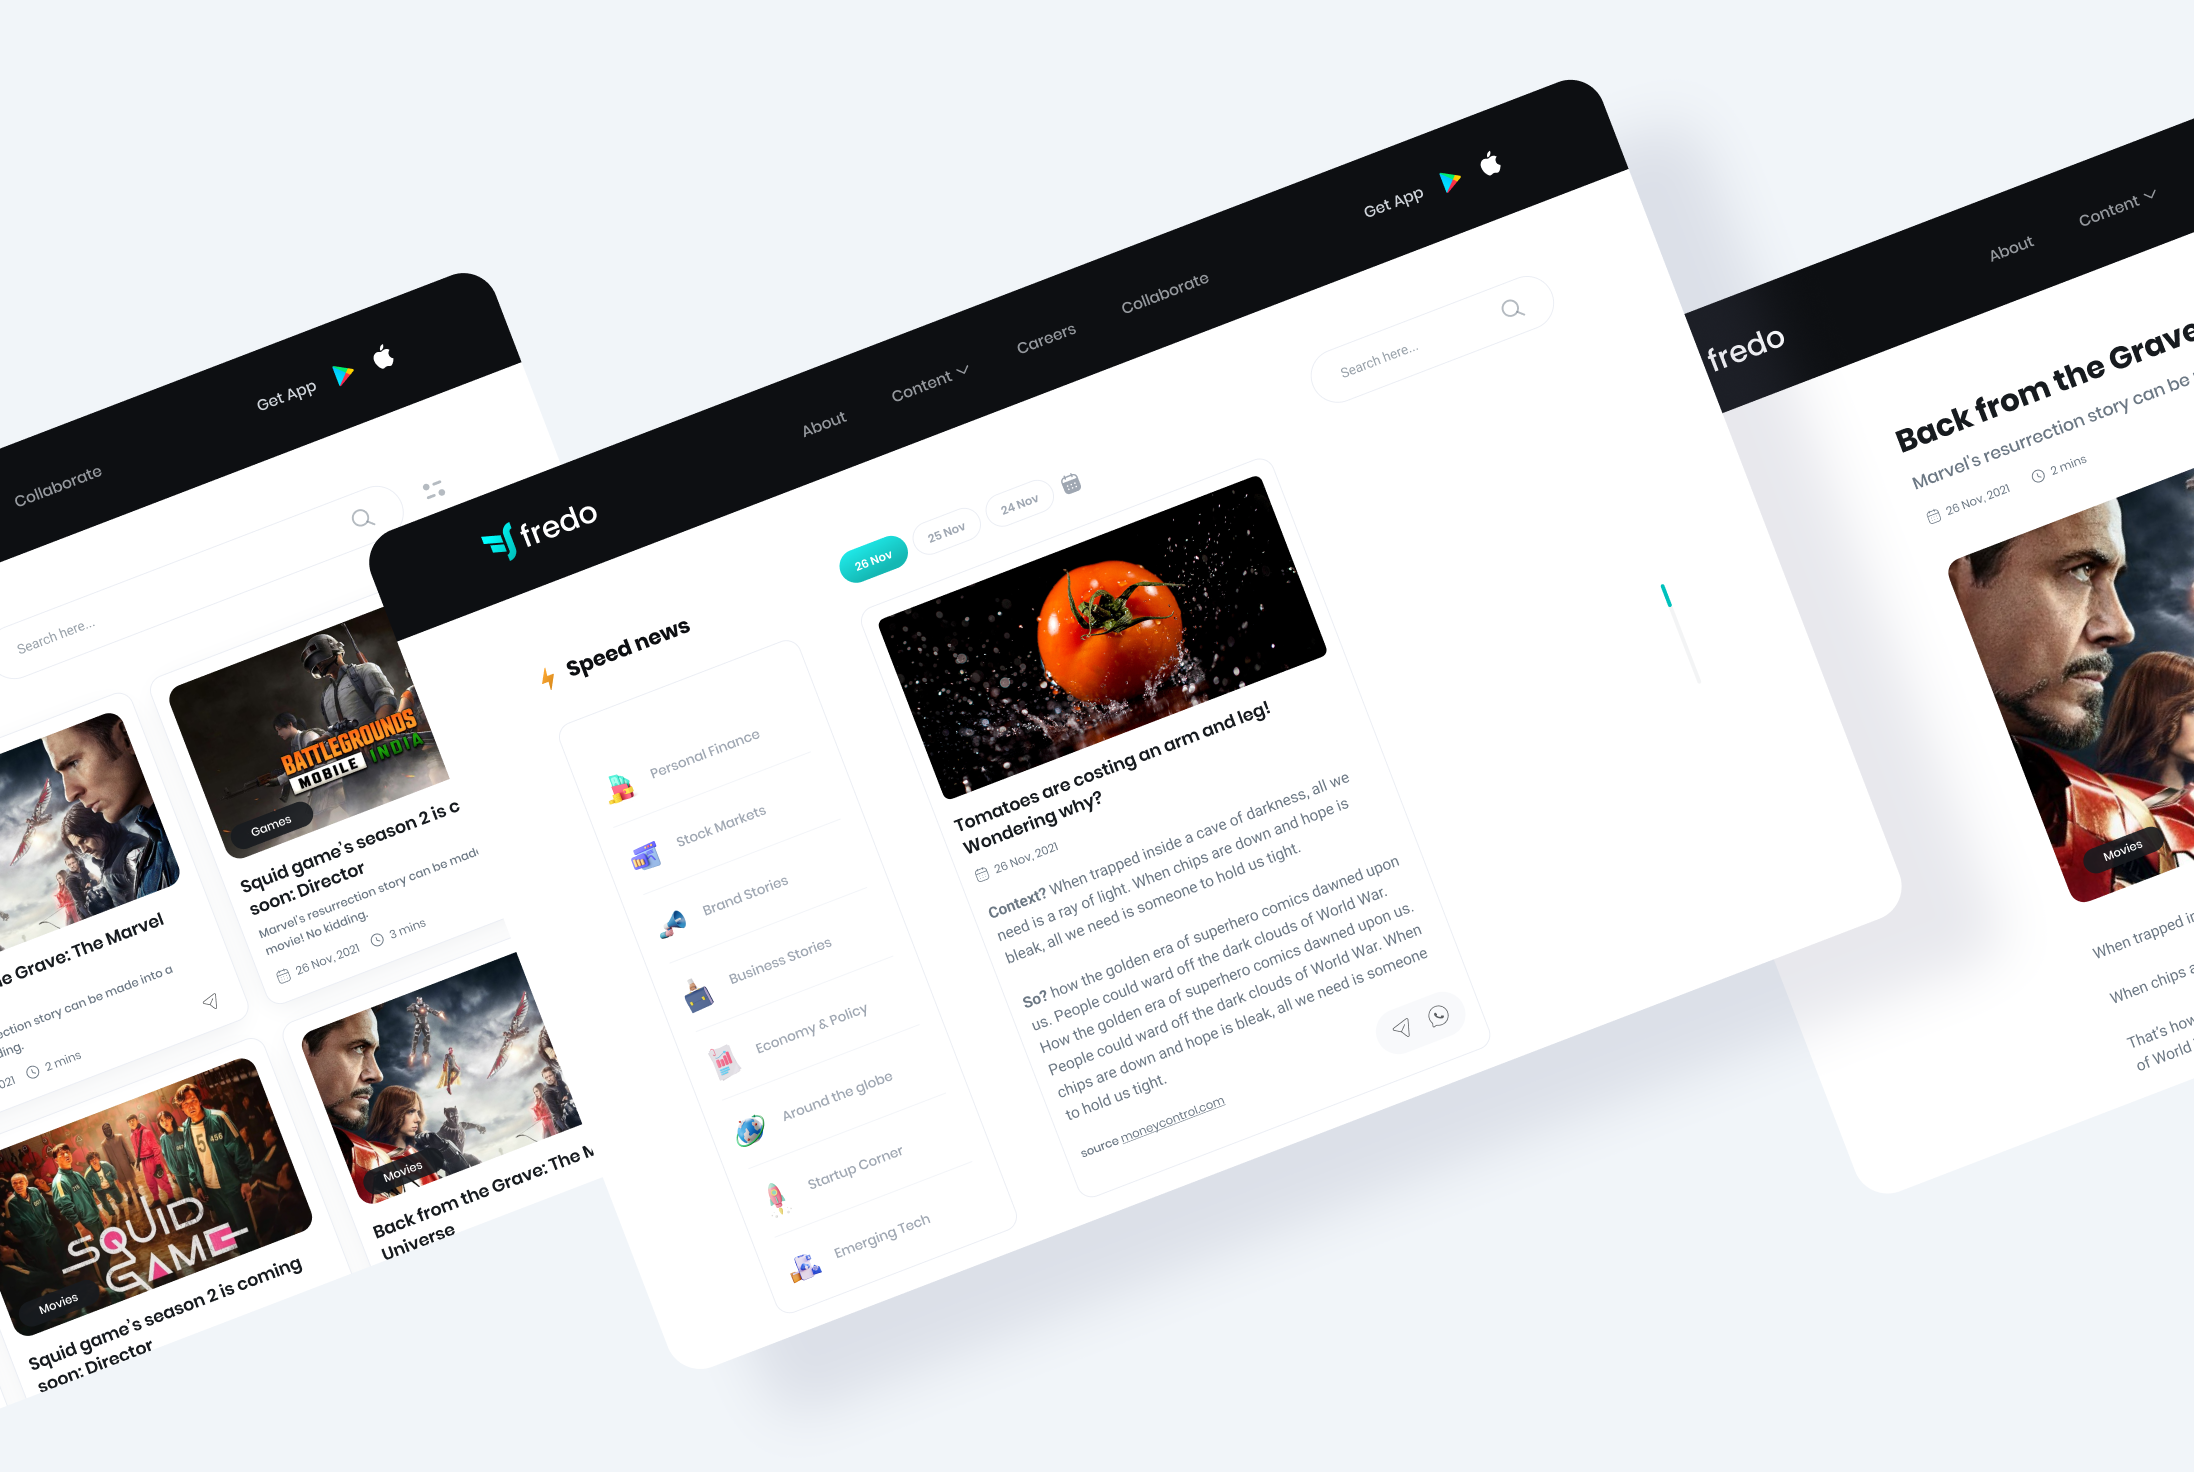 Collaborate
Get App
Search here...
BATTLEGROUNDS
MOBILE INDIA
Games
Squid game's season 2 is c
soon: Director
Marvel's resurrection story can be made
movie! No kidding.
26 Nov, 2021
3 mins
Grave: The Marvel
story can be made into a
2 mins
SQUID
GAME
456
Movies
Squid game's season 2 is coming
soon: Director
Movies
Back from the Grave: The M
Universe
fredo
About
Content
Careers
Collaborate
Get App
Search here...
26 Nov
25 Nov
24 Nov
Speed news
Personal Finance
Stock Markets
Brand Stories
Business Stories
Economy & Policy
Around the globe
Startup Corner
Emerging Tech
Tomatoes are costing an arm and leg!
Wondering why?
26 Nov, 2021
Context? When trapped inside a cave of darkness, all we
need is a ray of light. When chips are down and hope is
bleak, all we need is someone to hold us tight.
So? how the golden era of superhero comics dawned upon
us. People could ward off the dark clouds of World War.
How the golden era of superhero comics dawned upon us.
People could ward off the dark clouds of World War. When
chips are down and hope is bleak, all we need is someone
to hold us tight.
source moneycontrol.com
fredo
About
Content
Back from the Grave
Marvel's resurrection story can be
26 Nov, 2021
2 mins
Movies
When trapped in
When chips a
That's how
of World